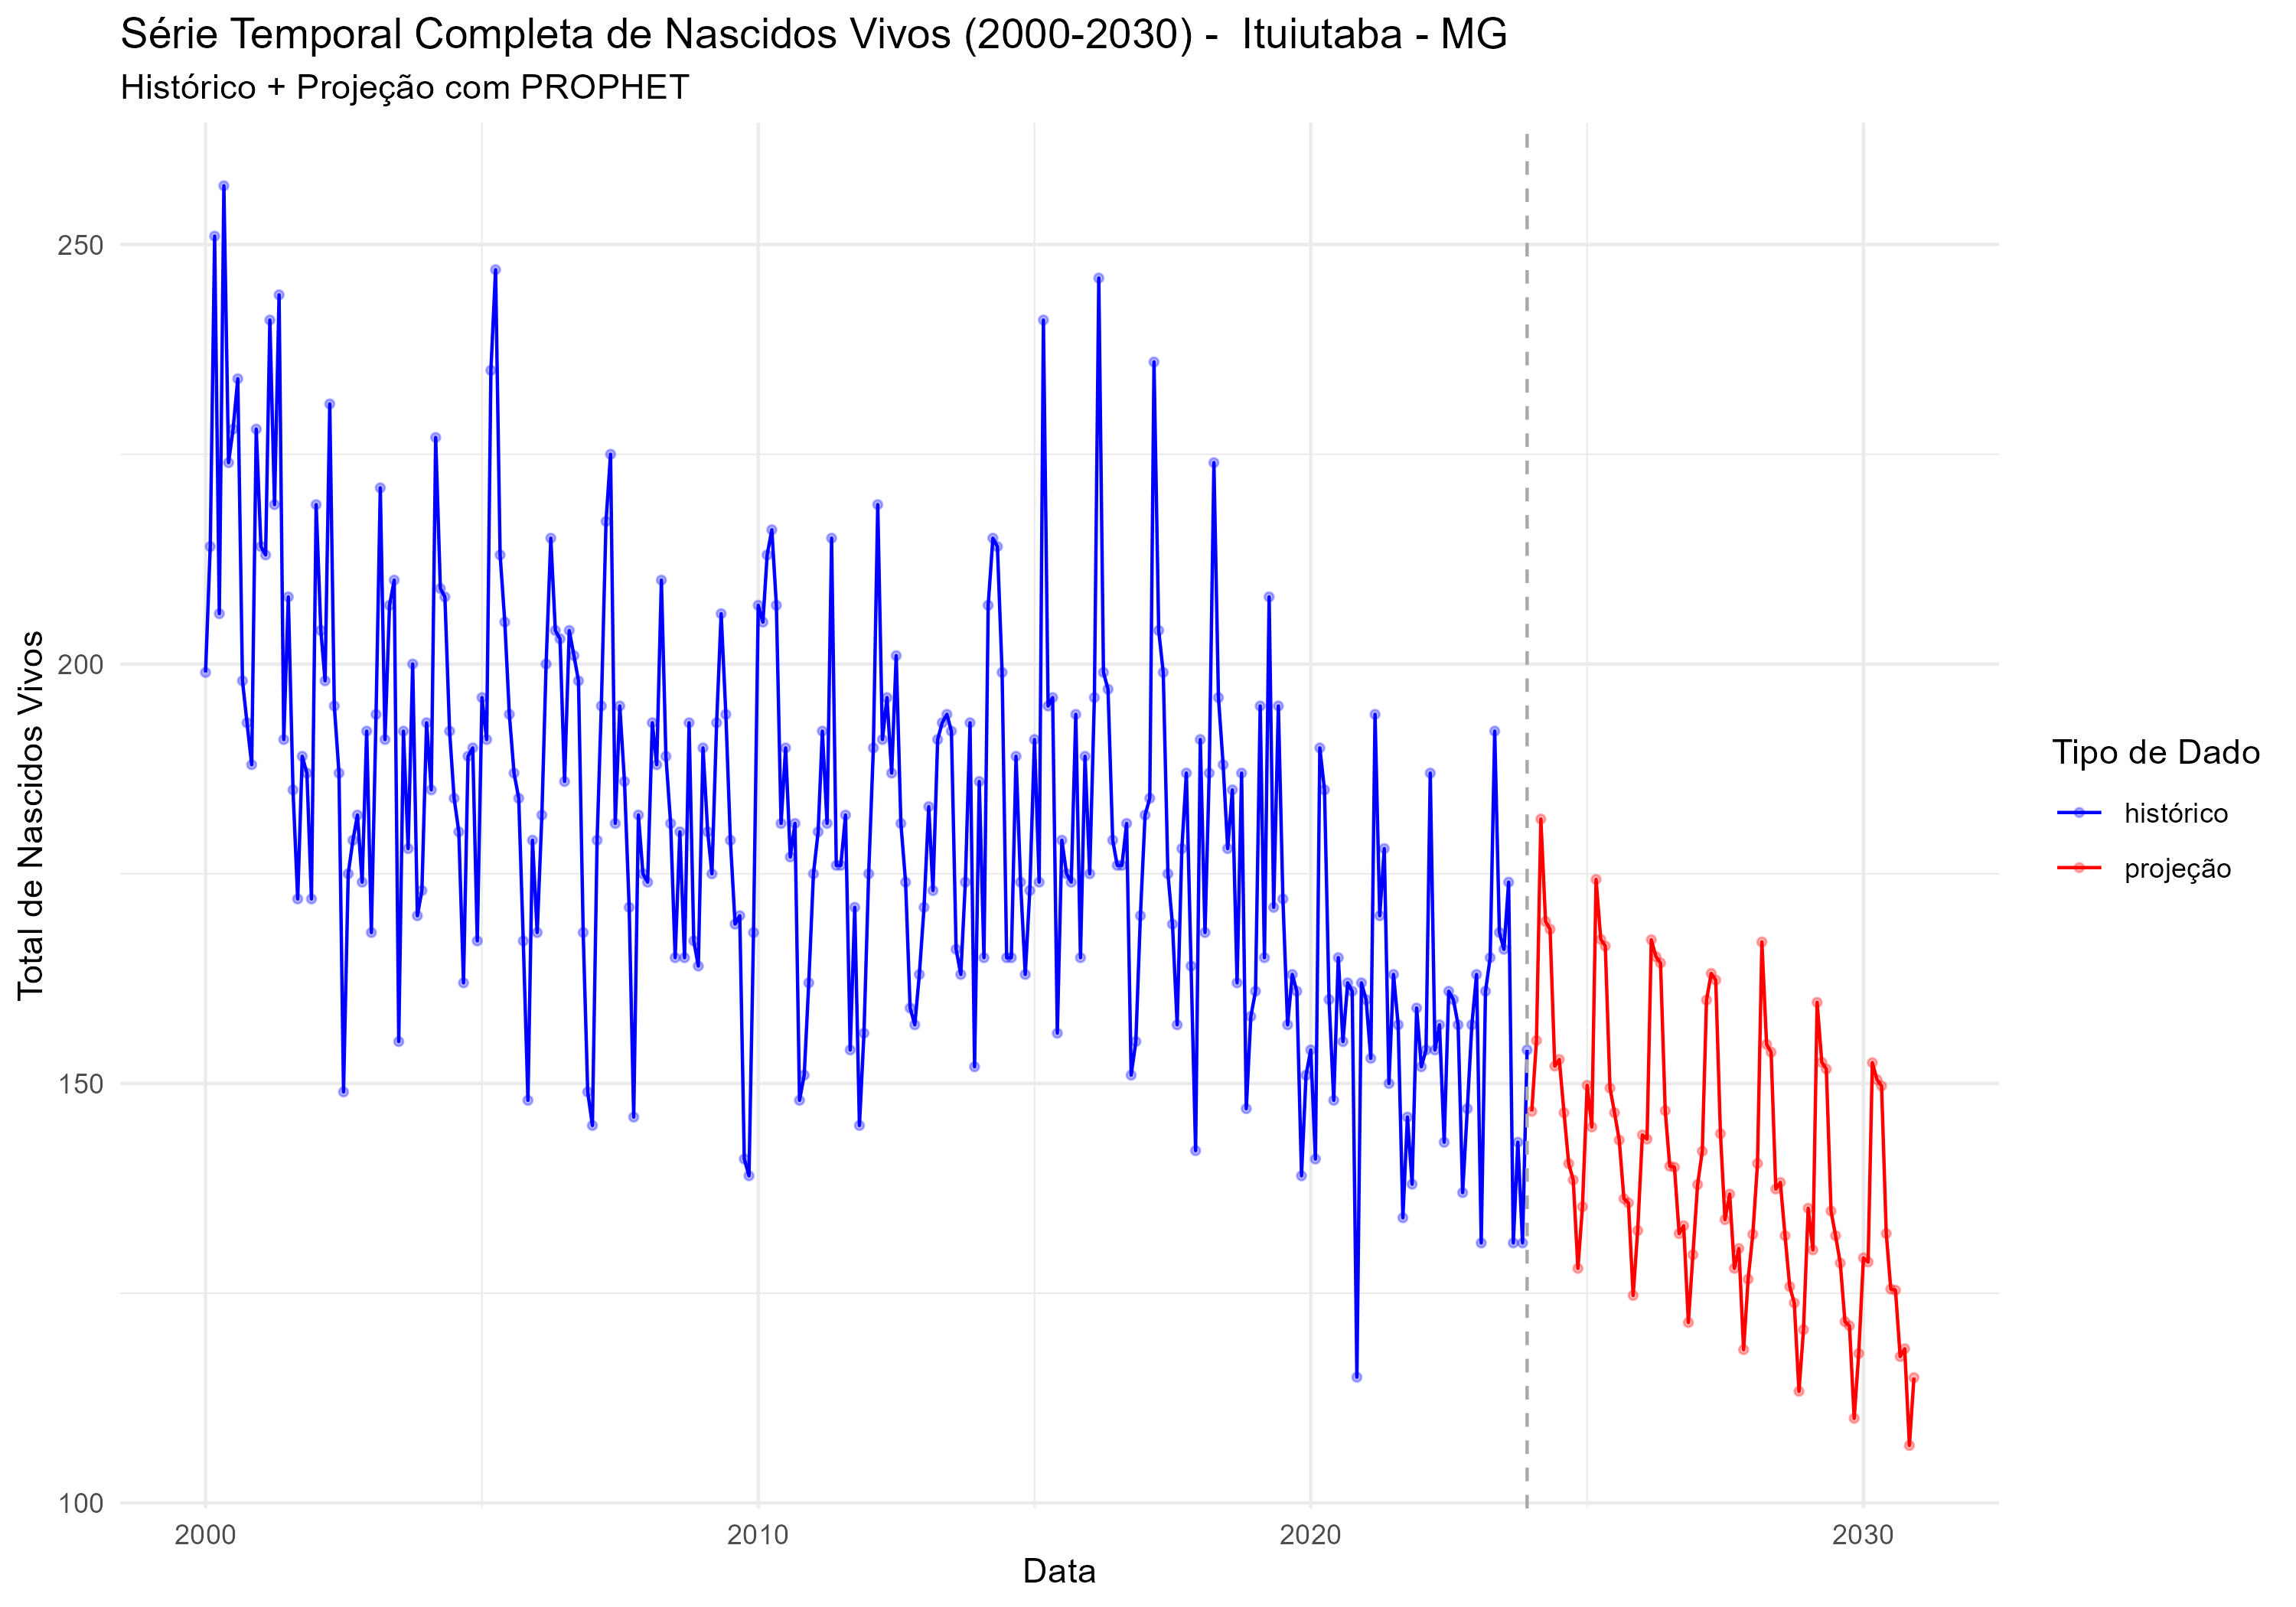 Série Temporal Completa de Nascidos Vivos (2000-2030) -  Ituiutaba - MG
Histórico + Projeção com PROPHET
Total de Nascidos Vivos
250
200
150
100
2000
2010
2020
2030
Data
Tipo de Dado
histórico
projeção